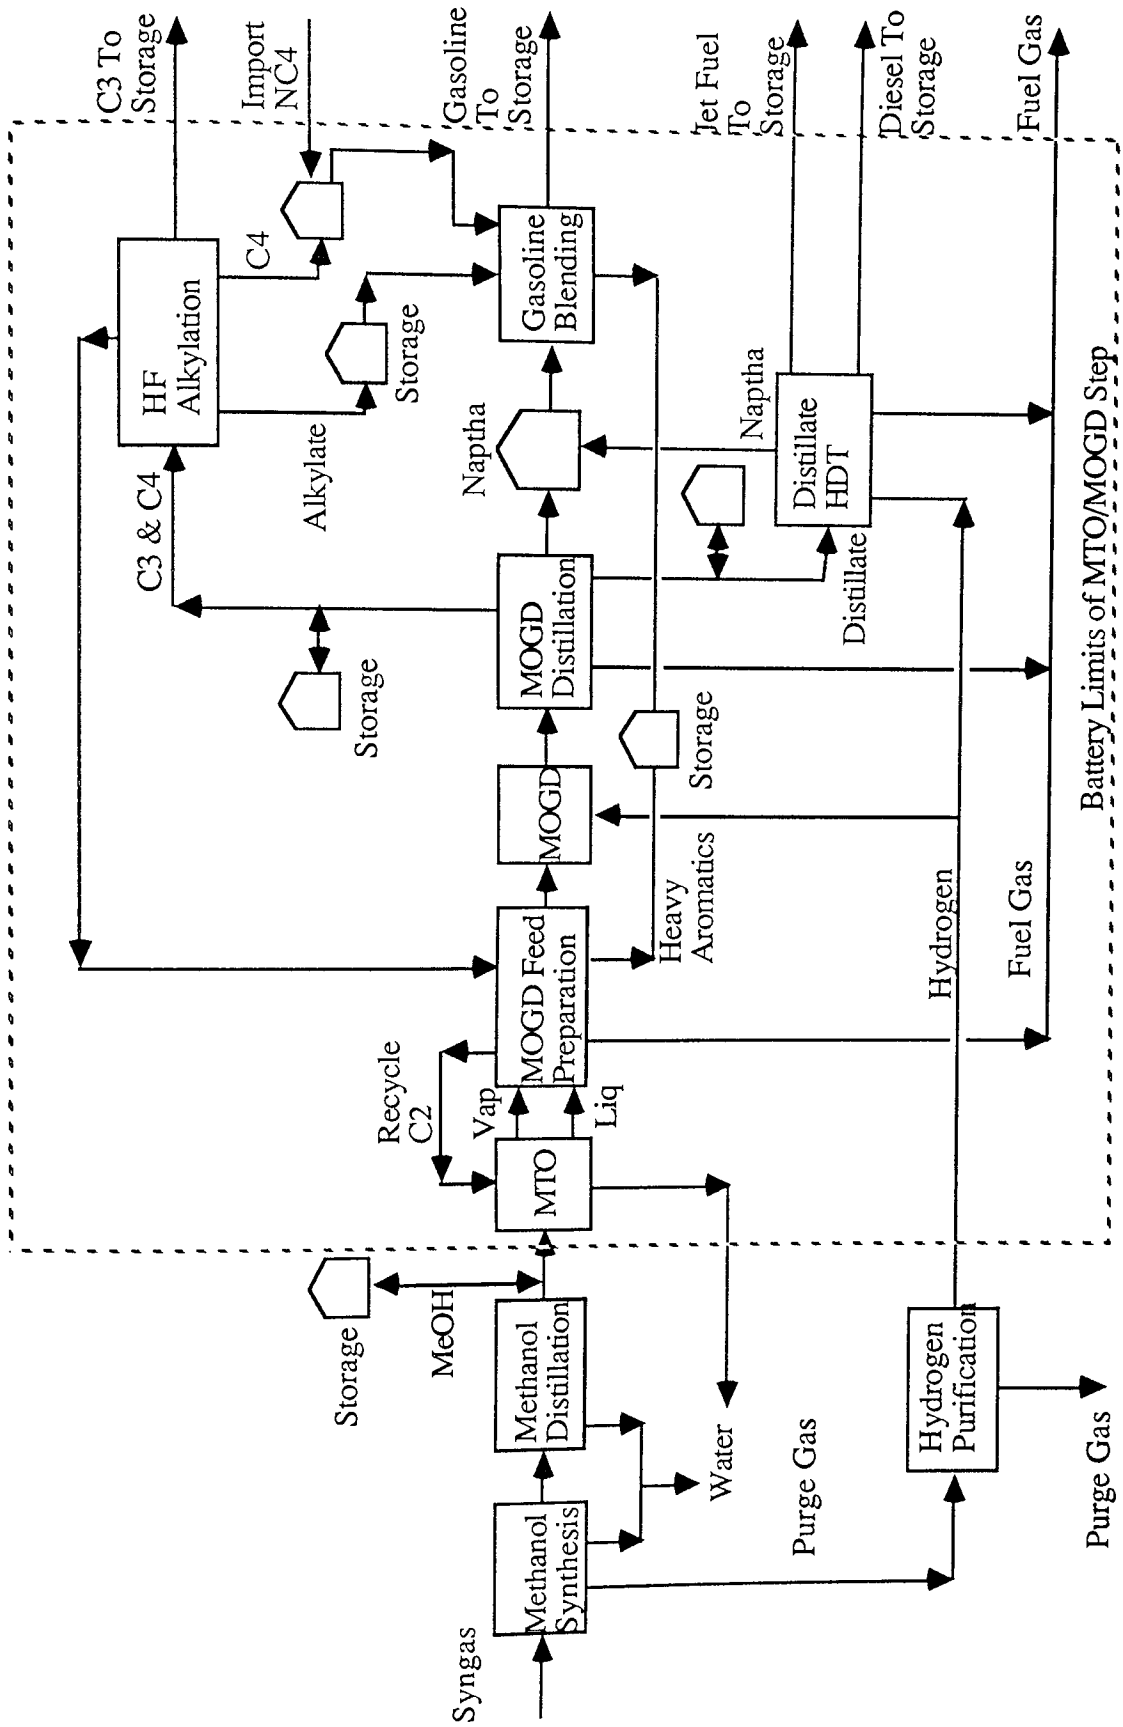 C3 To
Storage
Import
NC4
Gasoline
To
Storage
Jet Fuel
To
Storage
Diesel To
Storage
Fuel Gas
HF
Alkylation
C4
C3 & C4
Alkylate
Storage
Storage
Gasoline
Blending
Naptha
Naptha
Distillate
HDT
Distillate
MOGD
Distillation
MOGD
Storage
Heavy
Aromatics
MOGD Feed
Preparation
Recycle
C2
Vap
Liq
MTO
Hydrogen
Fuel Gas
Battery Limits of MTO/MOGD Step
Storage
MeOH
Methanol
Distillation
Methanol
Synthesis
Syngas
Water
Purge Gas
Hydrogen
Purification
Purge Gas